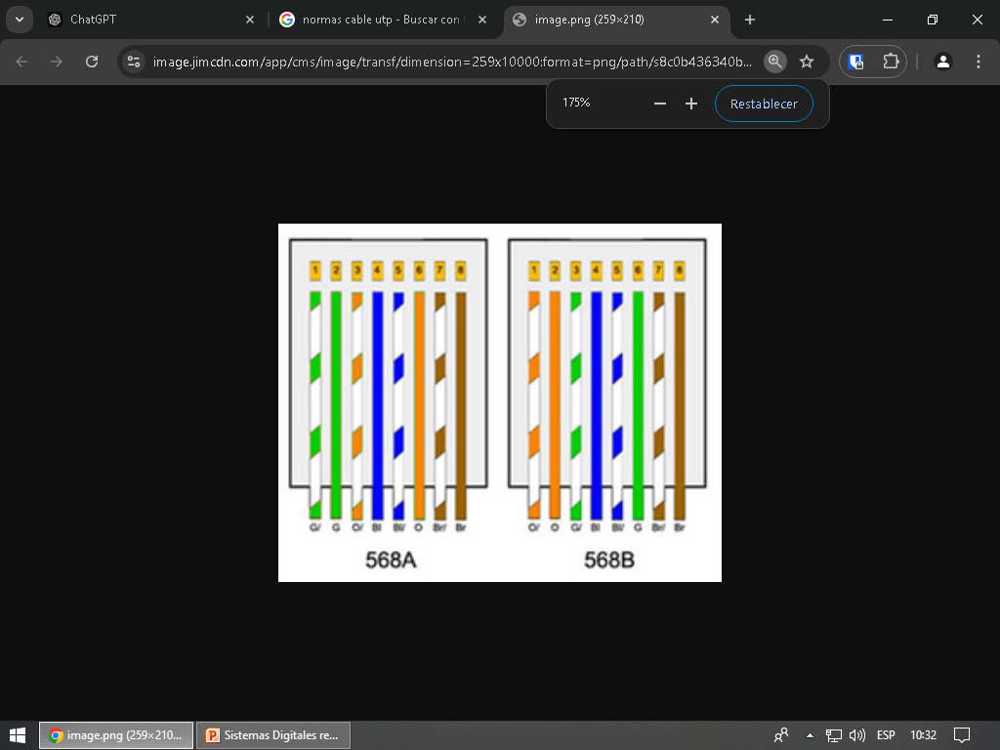 ChatGPT
normas cable utp - Buscar con
image.png (259×210)
image.jimcdn.com/app/cms/image/transf/dimension=259x10000:format=png/path/s8c0b436340b...
175%
Restablecer
1 2 3 4 5 6 7 8
1 2 3 4 5 6 7 8
G/ G O/ Bl Bl/ O Br/ Br
O/ O G/ Bl Bl/ G Br/ Br
568A
568B
image.png (259×210...
Sistemas Digitales re...
ESP
10:32